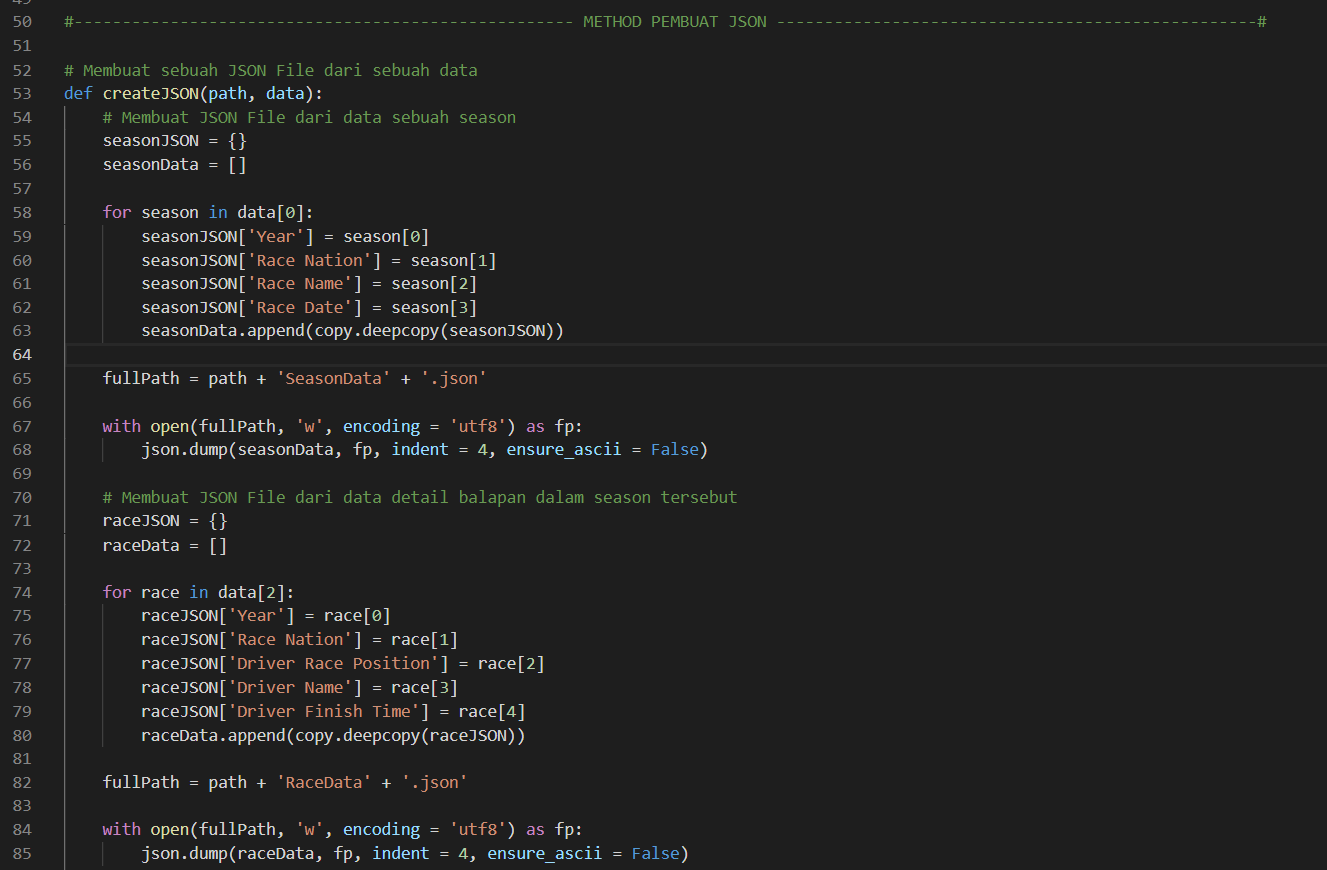 50 #---------------------------------------------------- METHOD PEMBUAT JSON --------------------------------------------------#
51
52 # Membuat sebuah JSON File dari sebuah data
53 def createJSON(path, data):
54     # Membuat JSON File dari data sebuah season
55     seasonJSON = {}
56     seasonData = []
57
58     for season in data[0]:
59         seasonJSON['Year'] = season[0]
60         seasonJSON['Race Nation'] = season[1]
61         seasonJSON['Race Name'] = season[2]
62         seasonJSON['Race Date'] = season[3]
63         seasonData.append(copy.deepcopy(seasonJSON))
64
65     fullPath = path + 'SeasonData' + '.json'
66
67     with open(fullPath, 'w', encoding = 'utf8') as fp:
68         json.dump(seasonData, fp, indent = 4, ensure_ascii = False)
69
70     # Membuat JSON File dari data detail balapan dalam season tersebut
71     raceJSON = {}
72     raceData = []
73
74     for race in data[2]:
75         raceJSON['Year'] = race[0]
76         raceJSON['Race Nation'] = race[1]
77         raceJSON['Driver Race Position'] = race[2]
78         raceJSON['Driver Name'] = race[3]
79         raceJSON['Driver Finish Time'] = race[4]
80         raceData.append(copy.deepcopy(raceJSON))
81
82     fullPath = path + 'RaceData' + '.json'
83
84     with open(fullPath, 'w', encoding = 'utf8') as fp:
85         json.dump(raceData, fp, indent = 4, ensure_ascii = False)